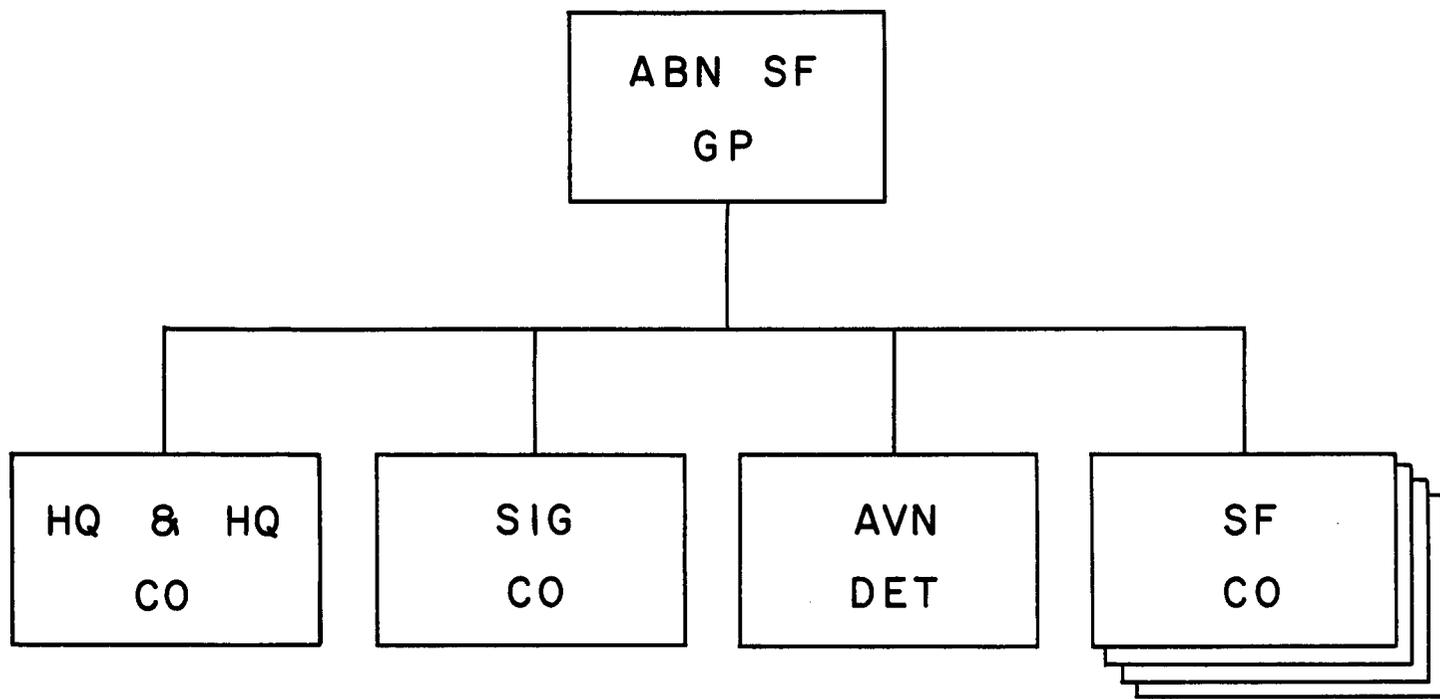 ABN SF
GP
HQ & HQ
CO
SIG
CO
AVN
DET
SF
CO